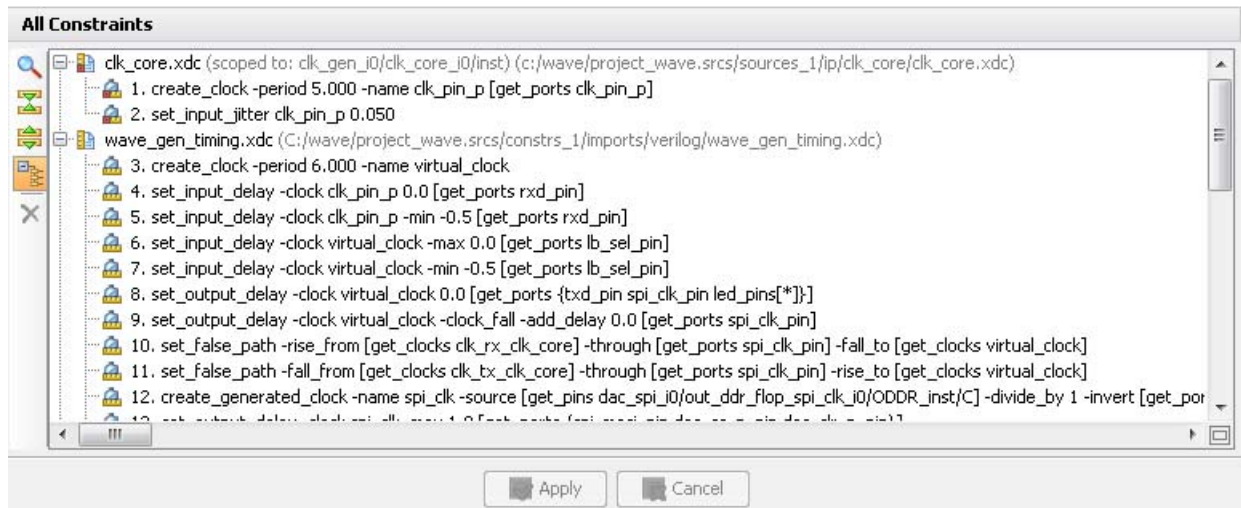 All Constraints
clk_core.xdc (scoped to: clk_gen_i0/clk_core_i0/inst) (c:/wave/project_wave.srcs/sources_1/ip/clk_core/clk_core.xdc)
1. create_clock -period 5.000 -name clk_pin_p [get_ports clk_pin_p]
2. set_input_jitter clk_pin_p 0.050
wave_gen_timing.xdc (C:/wave/project_wave.srcs/constrs_1/imports/verilog/wave_gen_timing.xdc)
3. create_clock -period 6.000 -name virtual_clock
4. set_input_delay -clock clk_pin_p 0.0 [get_ports rxd_pin]
5. set_input_delay -clock clk_pin_p -min -0.5 [get_ports rxd_pin]
6. set_input_delay -clock virtual_clock -max 0.0 [get_ports lb_sel_pin]
7. set_input_delay -clock virtual_clock -min -0.5 [get_ports lb_sel_pin]
8. set_output_delay -clock virtual_clock 0.0 [get_ports {txd_pin spi_clk_pin led_pins[*]}]
9. set_output_delay -clock virtual_clock -clock_fall -add_delay 0.0 [get_ports spi_clk_pin]
10. set_false_path -rise_from [get_clocks clk_rx_clk_core] -through [get_ports spi_clk_pin] -fall_to [get_clocks virtual_clock]
11. set_false_path -fall_from [get_clocks clk_tx_clk_core] -through [get_ports spi_clk_pin] -rise_to [get_clocks virtual_clock]
12. create_generated_clock -name spi_clk -source [get_pins dac_spi_i0/out_ddr_flop_spi_clk_i0/ODDR_inst/C] -divide_by 1 -invert [get_por
Apply Cancel